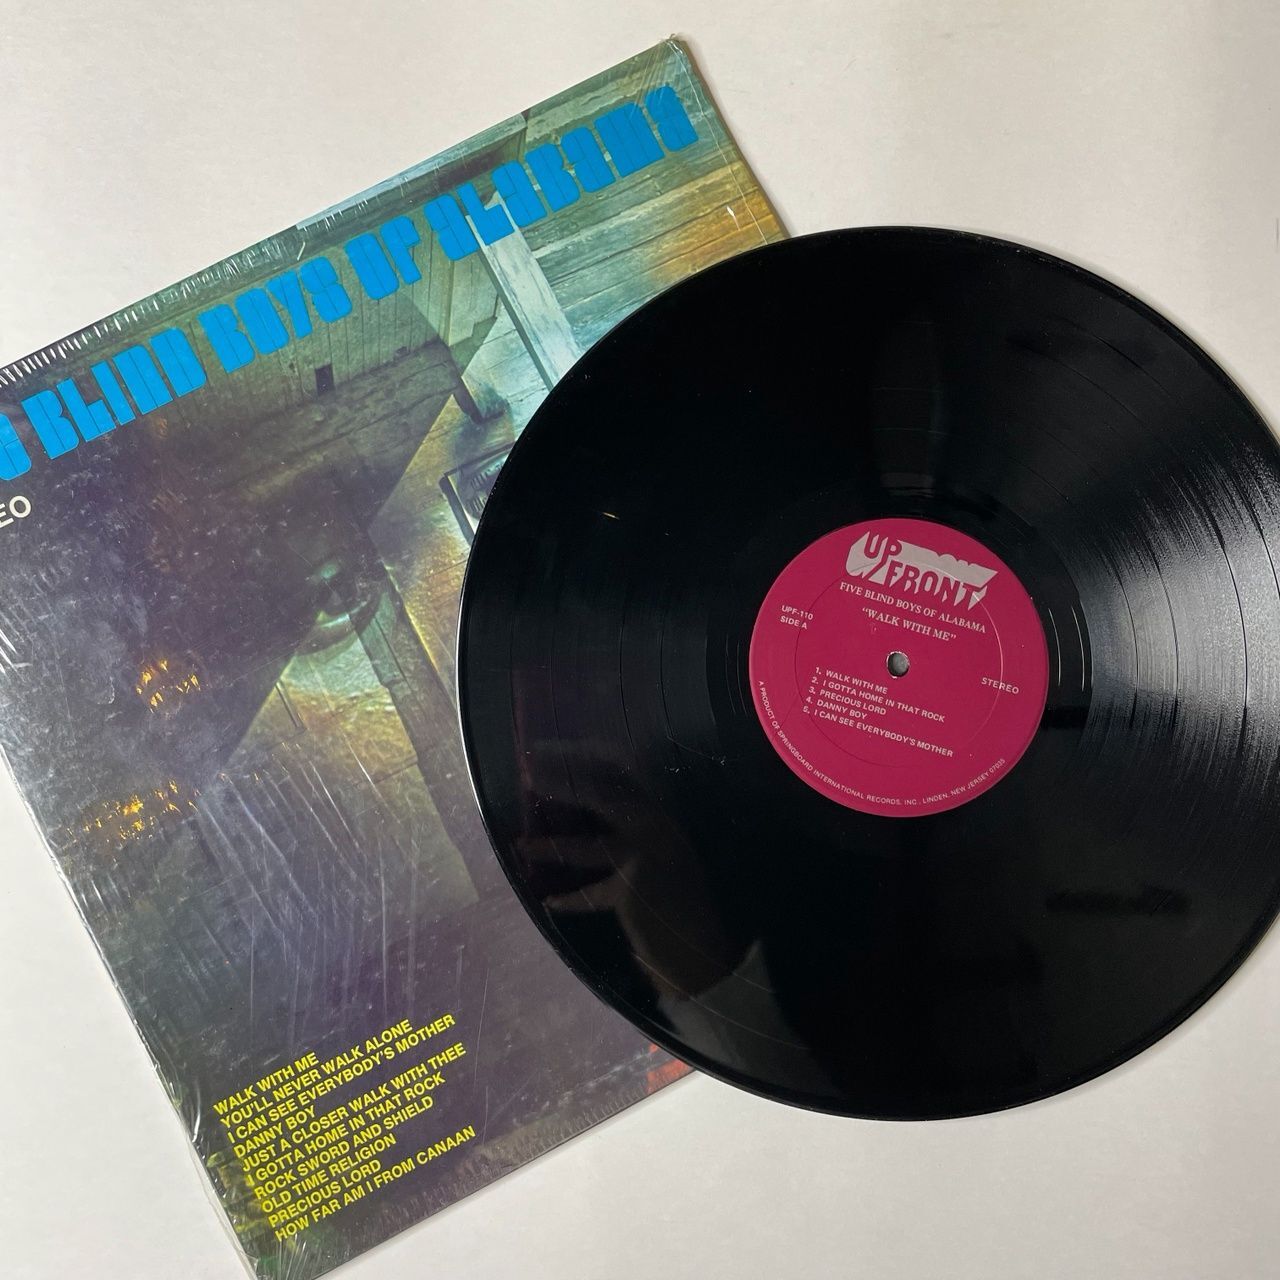 BLIND BOYS OF ALABAMA
WALK WITH ME
YOU'LL NEVER WALK ALONE
I CAN SEE EVERYBODY'S MOTHER
DANNY BOY
JUST A CLOSER WALK WITH THEE
I GOTTA HOME IN THAT ROCK
ROCK SWORD AND SHIELD
OLD TIME RELIGION
PRECIOUS LORD
HOW FAR AM I FROM CANAAN
UP
FRONT
FIVE BLIND BOYS OF ALABAMA
"WALK WITH ME"
UPF-110
SIDE A
STEREO
1. WALK WITH ME
2. I GOTTA HOME IN THAT ROCK
3. PRECIOUS LORD
4. DANNY BOY
5. I CAN SEE EVERYBODY'S MOTHER
A PRODUCT OF SPRINGBOARD INTERNATIONAL RECORDS, INC., LINDEN, NEW JERSEY 07035